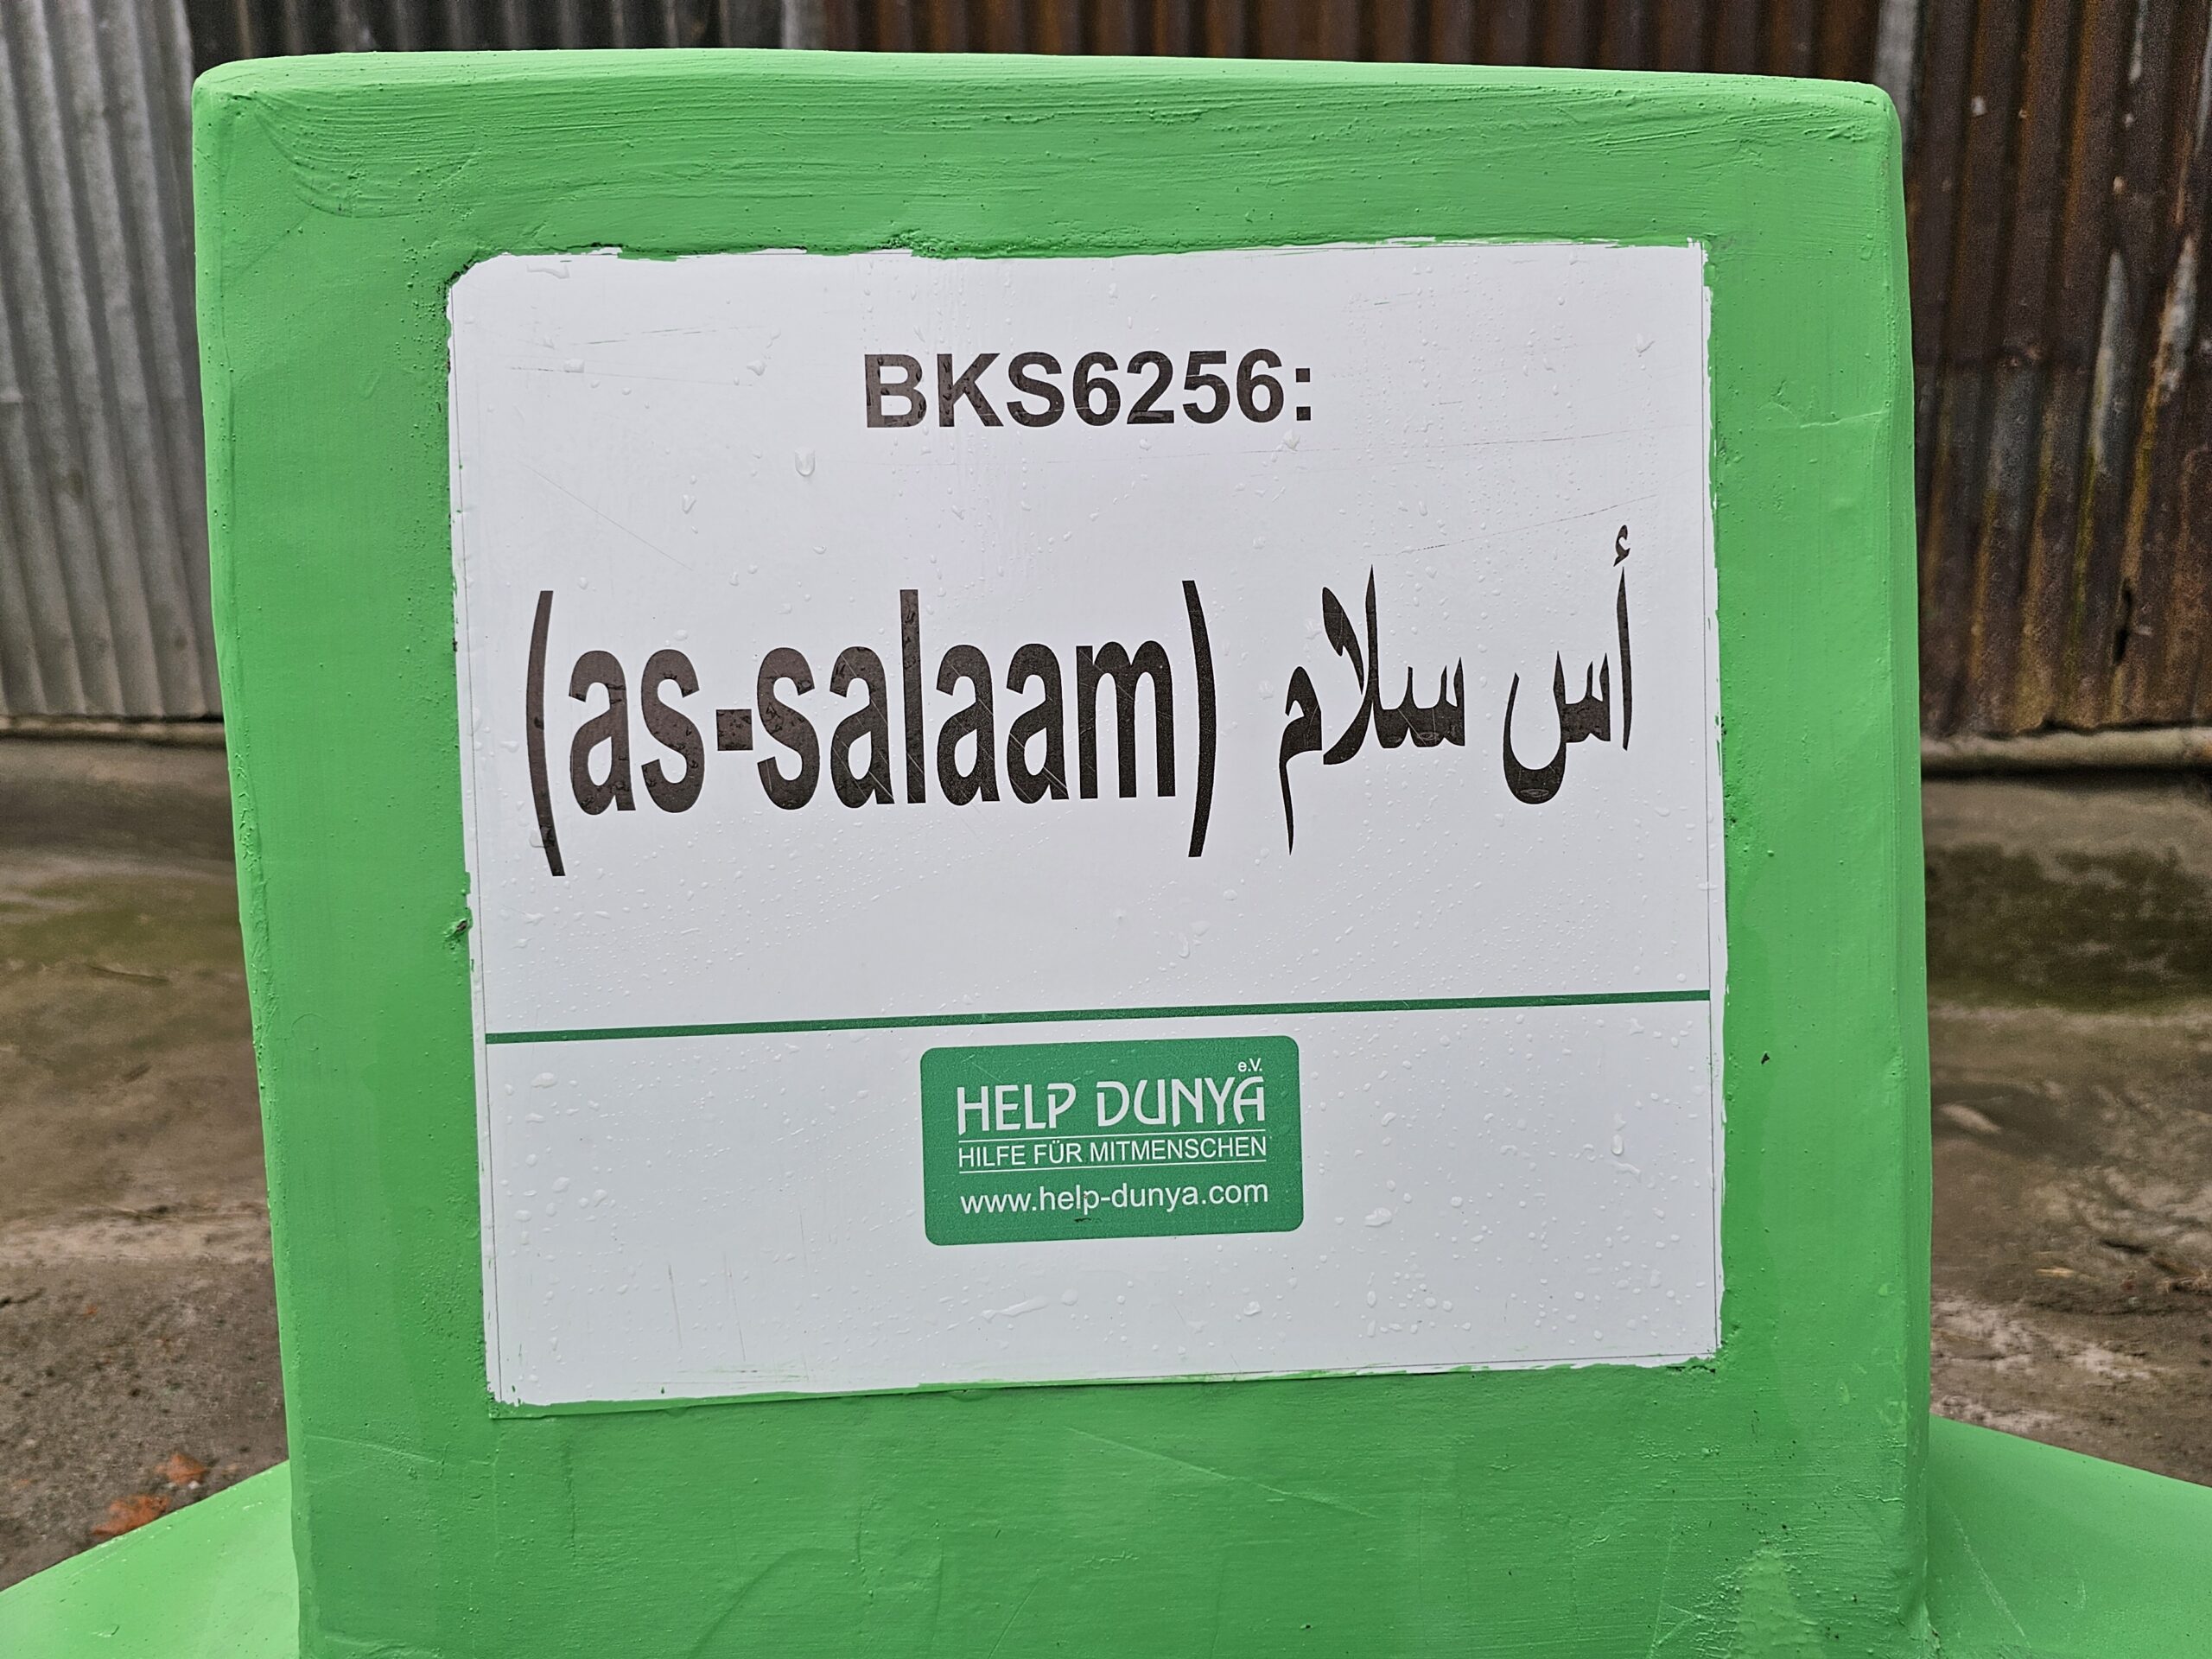 BKS6256:
أس سلام (as-salaam)
HELP DUNYA e.V.
HILFE FÜR MITMENSCHEN
www.help-dunya.com